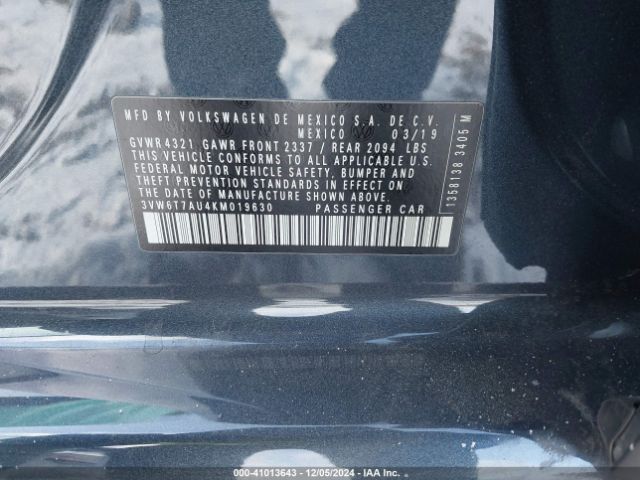 MFD BY VOLKSWAGEN DE MEXICO S.A. DE C.V.
MEXICO 03/19
GVWR 4321 GAWR FRONT 2337 / REAR 2094 LBS
THIS VEHICLE CONFORMS TO ALL APPLICABLE U.S.
FEDERAL MOTOR VEHICLE SAFETY, BUMPER AND
THEFT PREVENTION STANDARDS IN EFFECT ON
THE DATE OF MANUFACTURE SHOWN ABOVE.
3VW6T7AU4KM019630 PASSENGER CAR
1358138 3405 M
000-41013643 - 12/05/2024 - IAA Inc.